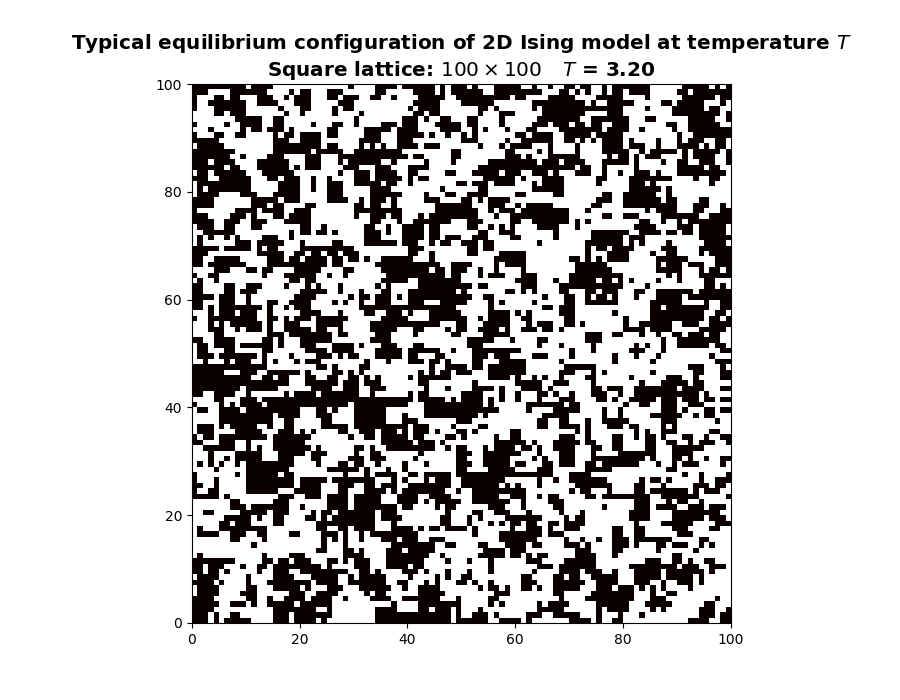 Typical equilibrium configuration of 2D Ising model at temperature T
Square lattice: 100 × 100 T = 3.20
100
80
60
40
20
0
0 20 40 60 80 100